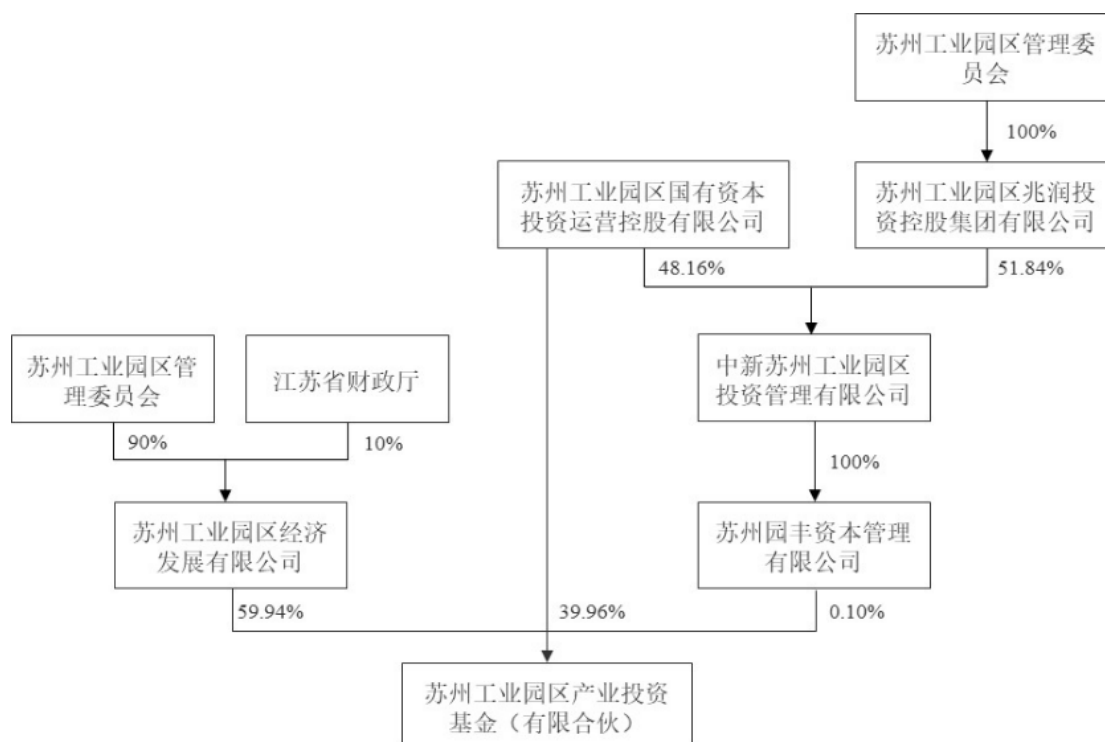 苏州工业园区管理委
员会
100%
苏州工业园区国有资本
投资运营控股有限公司
苏州工业园区兆润投
资控股集团有限公司
48.16%
51.84%
苏州工业园区管
理委员会
江苏省财政厅
中新苏州工业园区
投资管理有限公司
90%
10%
100%
苏州工业园区经济
发展有限公司
苏州园丰资本管理
有限公司
59.94%
39.96%
0.10%
苏州工业园区产业投资
基金（有限合伙）